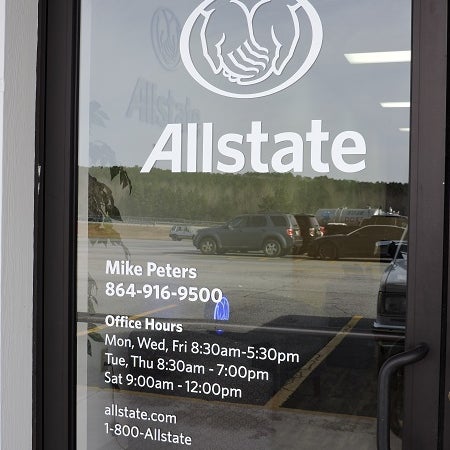 Allstate
Mike Peters
864-916-9500
Office Hours
Mon, Wed, Fri 8:30am-5:30pm
Tue, Thu 8:30am - 7:00pm
Sat 9:00am - 12:00pm
allstate.com
1-800-Allstate